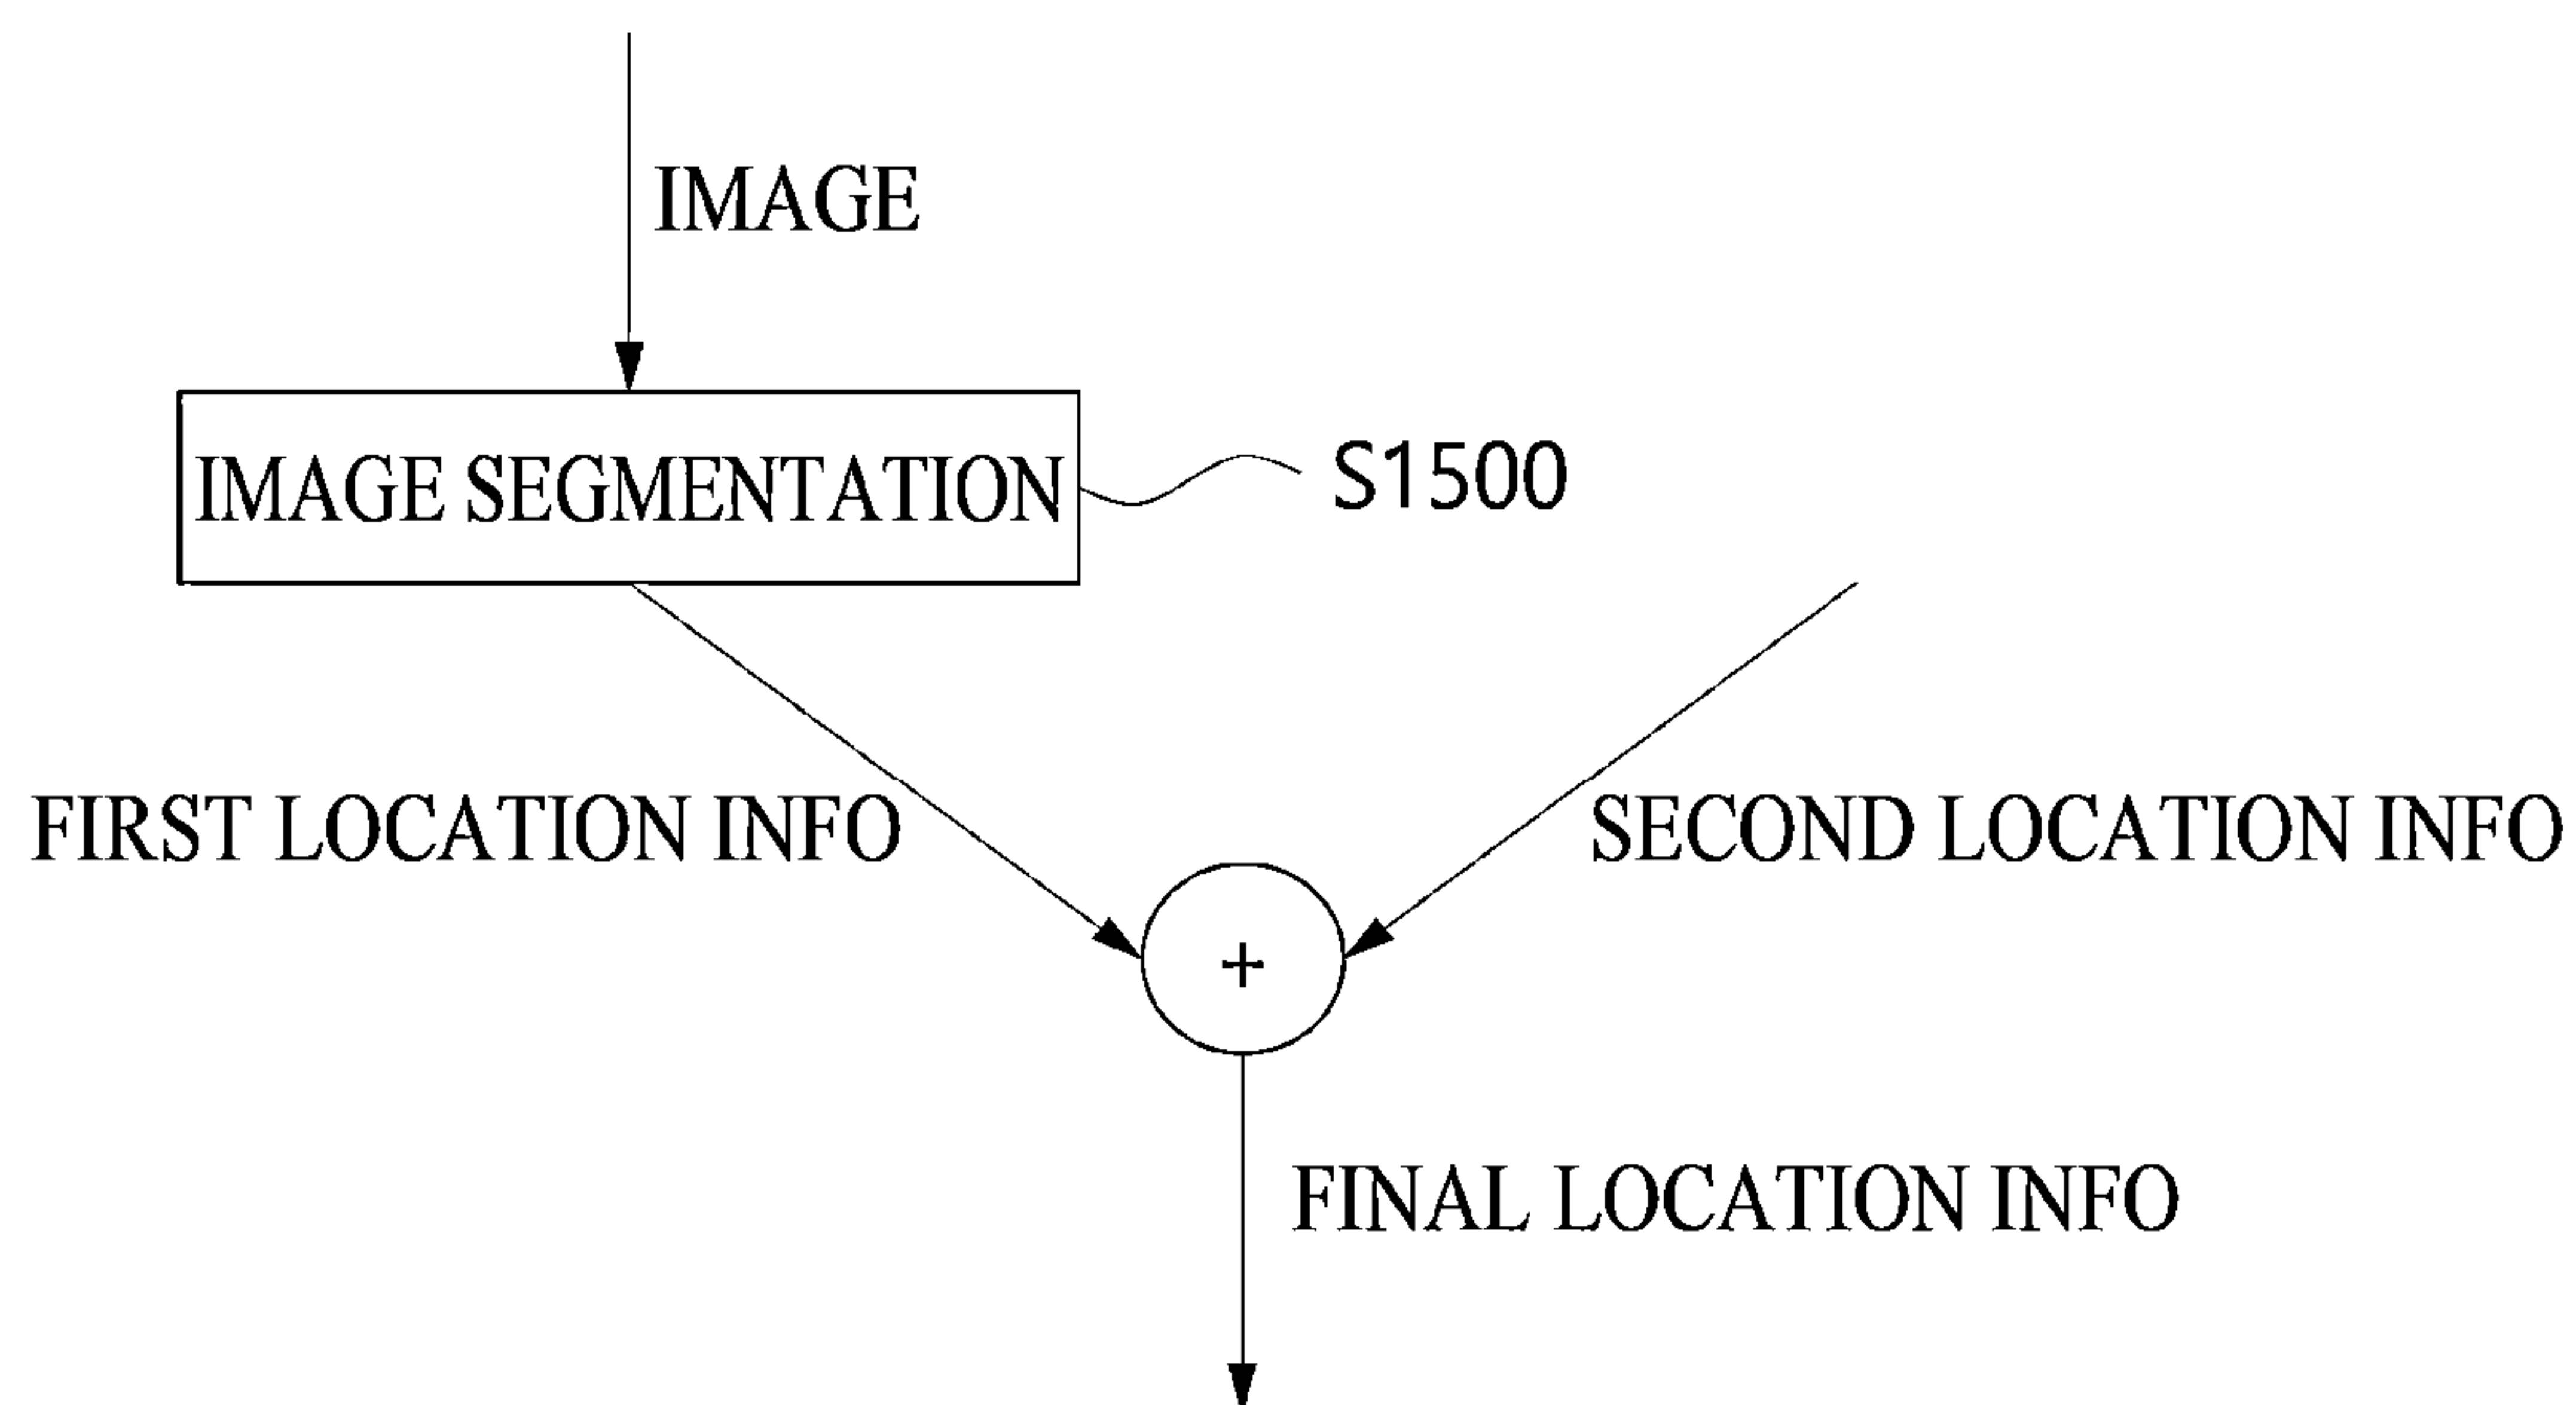 IMAGE
IMAGE SEGMENTATION
S1500
FIRST LOCATION INFO
SECOND LOCATION INFO
+
FINAL LOCATION INFO